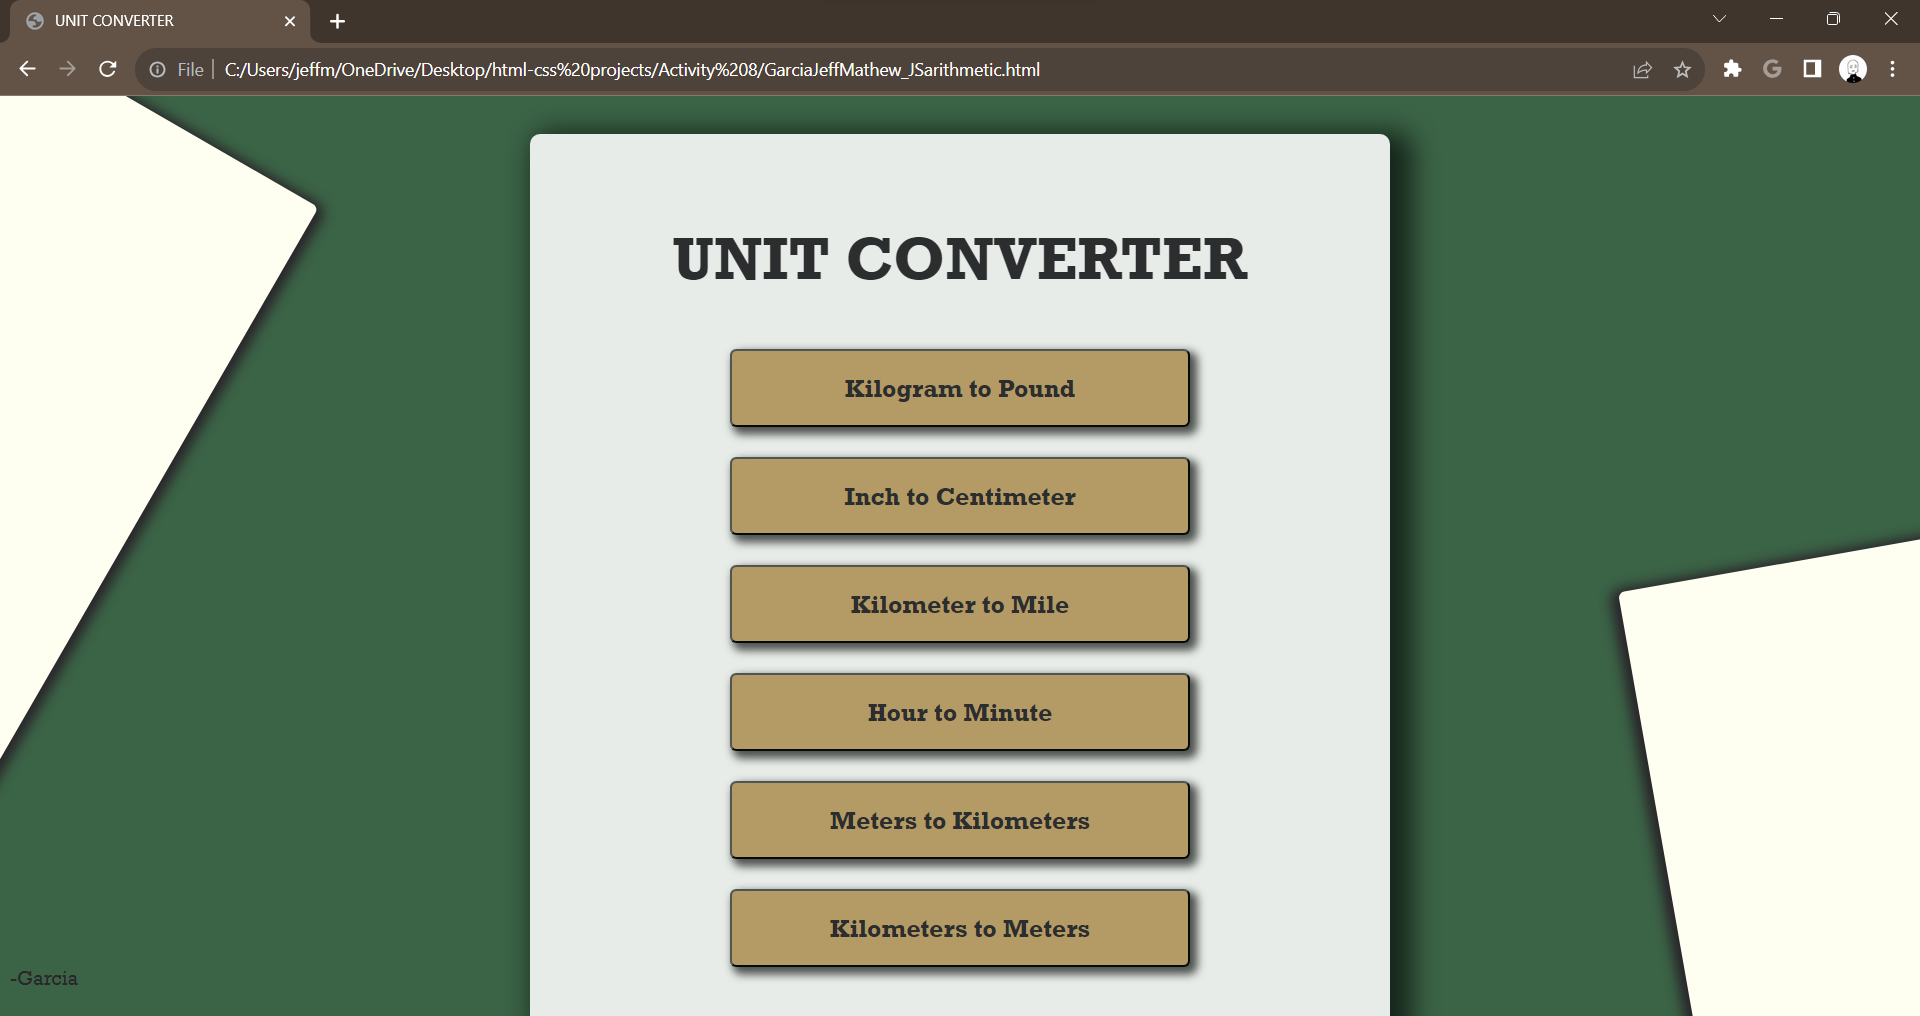 UNIT CONVERTER
File
C:/Users/jeffm/OneDrive/Desktop/html-css%20projects/Activity%208/GarciaJeffMathew_JSarithmetic.html
UNIT CONVERTER
Kilogram to Pound
Inch to Centimeter
Kilometer to Mile
Hour to Minute
Meters to Kilometers
Kilometers to Meters
-Garcia